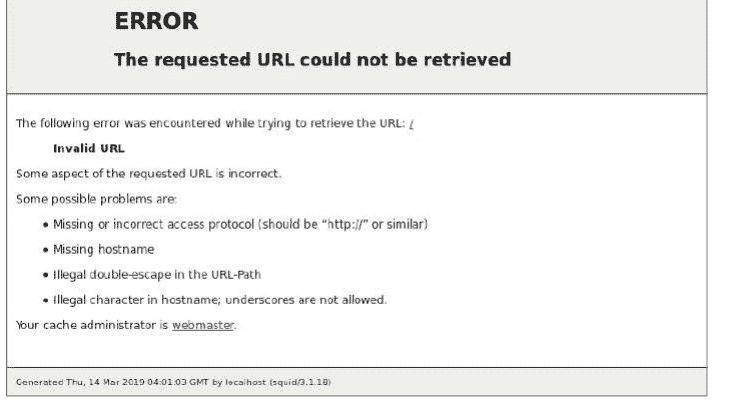 ERROR
The requested URL could not be retrieved
The following error was encountered while trying to retrieve the URL: /
Invalid URL
Some aspect of the requested URL is incorrect.
Some possible problems are:
• Missing or incorrect access protocol (should be “http://” or similar)
• Missing hostname
• Illegal double-escape in the URL-Path
• Illegal character in hostname; underscores are not allowed.
Your cache administrator is webmaster.
Generated Thu, 14 Mar 2019 04:01:03 GMT by localhost (squid/3.1.18)